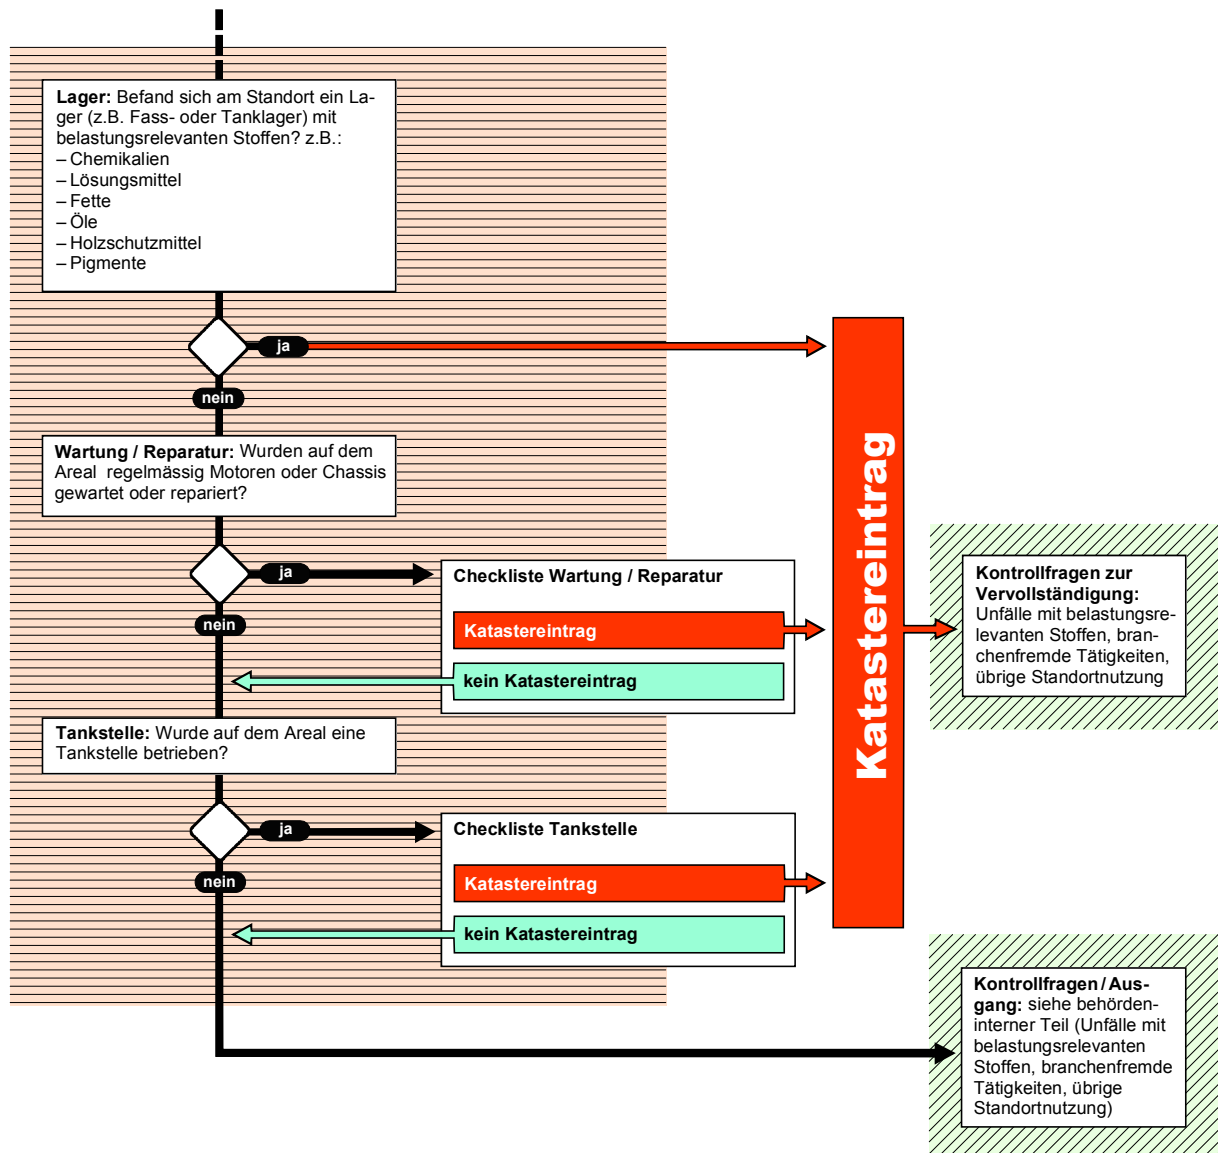 Lager: Befand sich am Standort ein La-
ger (z.B. Fass- oder Tanklager) mit
belastungsrelevanten Stoffen? z.B.:
– Chemikalien
– Lösungsmittel
– Fette
– Öle
– Holzschutzmittel
– Pigmente
ja
nein
Wartung / Reparatur: Wurden auf dem
Areal regelmässig Motoren oder Chassis
gewartet oder repariert?
ja
nein
Checkliste Wartung / Reparatur
Katastereintrag
kein Katastereintrag
Tankstelle: Wurde auf dem Areal eine
Tankstelle betrieben?
ja
nein
Checkliste Tankstelle
Katastereintrag
kein Katastereintrag
Katastereintrag
Kontrollfragen zur
Vervollständigung:
Unfälle mit belastungsre-
levanten Stoffen, bran-
chenfremde Tätigkeiten,
übrige Standortnutzung
Kontrollfragen / Aus-
gang: siehe behörden-
interner Teil (Unfälle mit
belastungsrelevanten
Stoffen, branchenfremde
Tätigkeiten, übrige
Standortnutzung)